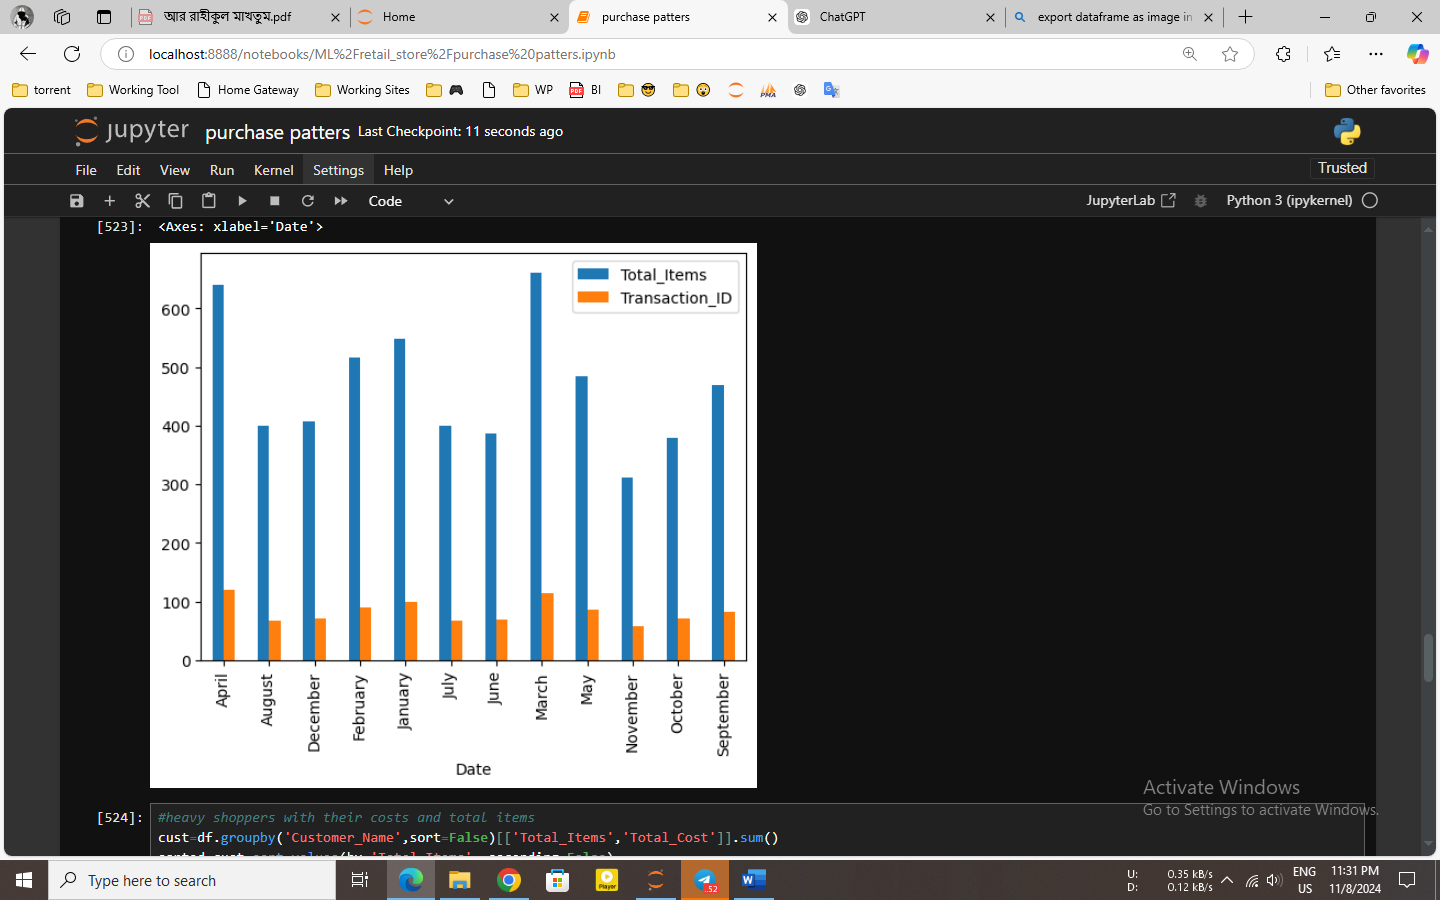 আর রাহীকুল মাখতুম.pdf
Home
purchase patters
ChatGPT
export dataframe as image in
localhost:8888/notebooks/ML%2Fretail_store%2Fpurchase%20patters.ipynb
torrent
Working Tool
Home Gateway
Working Sites
WP
BI
Other favorites
jupyter purchase patters Last Checkpoint: 11 seconds ago
File Edit View Run Kernel Settings Help
Trusted
Code
JupyterLab
Python 3 (ipykernel)
[523]: <Axes: xlabel='Date'>
Total_Items
Transaction_ID
600
500
400
300
200
100
0
April
August
December
February
January
July
June
March
May
November
October
September
Date
Activate Windows
Go to Settings to activate Windows.
[524]: #heavy shoppers with their costs and total items
cust=df.groupby('Customer_Name',sort=False)[['Total_Items','Total_Cost']].sum()
Type here to search
Player
52
U: 0.35 kB/s
D: 0.12 kB/s
ENG
US
11:31 PM
11/8/2024